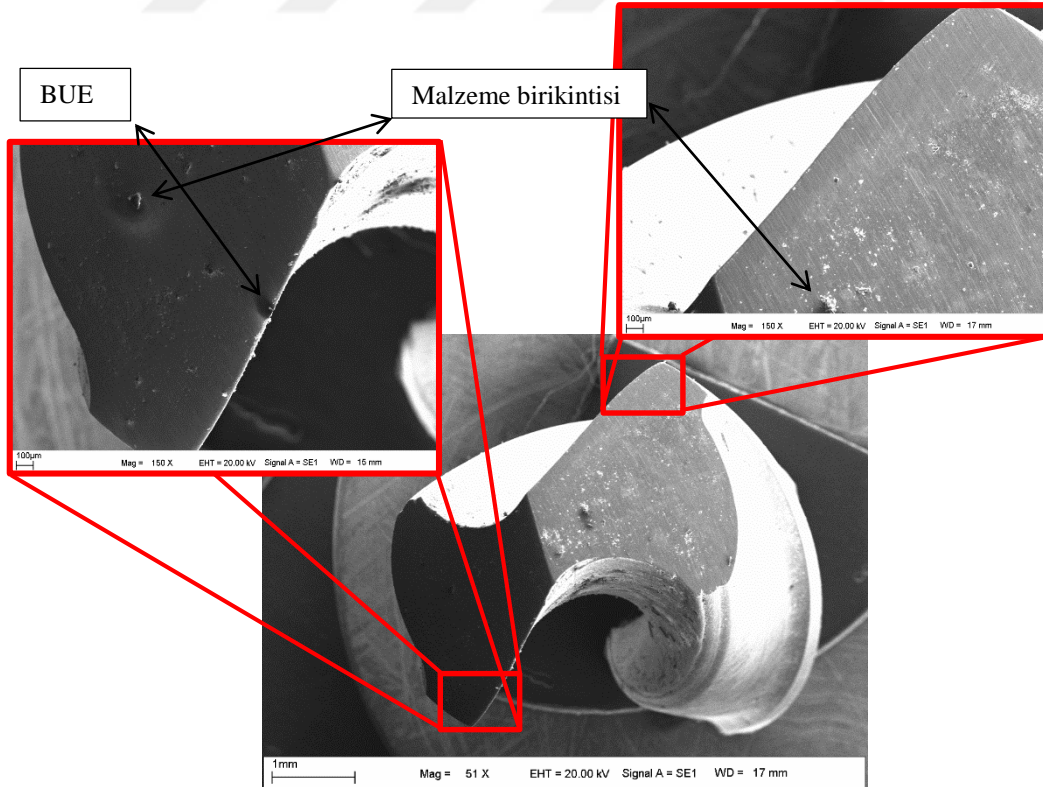 BUE
Malzeme birikintisi
100µm
Mag = 150 X EHT = 20.00 kV Signal A = SE1 WD = 17 mm
100µm
Mag = 150 X EHT = 20.00 kV Signal A = SE1 WD = 15 mm
1mm
Mag = 51 X EHT = 20.00 kV Signal A = SE1 WD = 17 mm